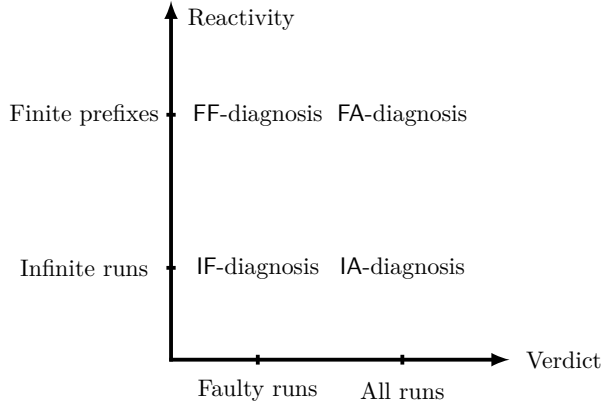 Reactivity
Finite prefixes FF-diagnosis FA-diagnosis
Infinite runs IF-diagnosis IA-diagnosis
Verdict
Faulty runs All runs